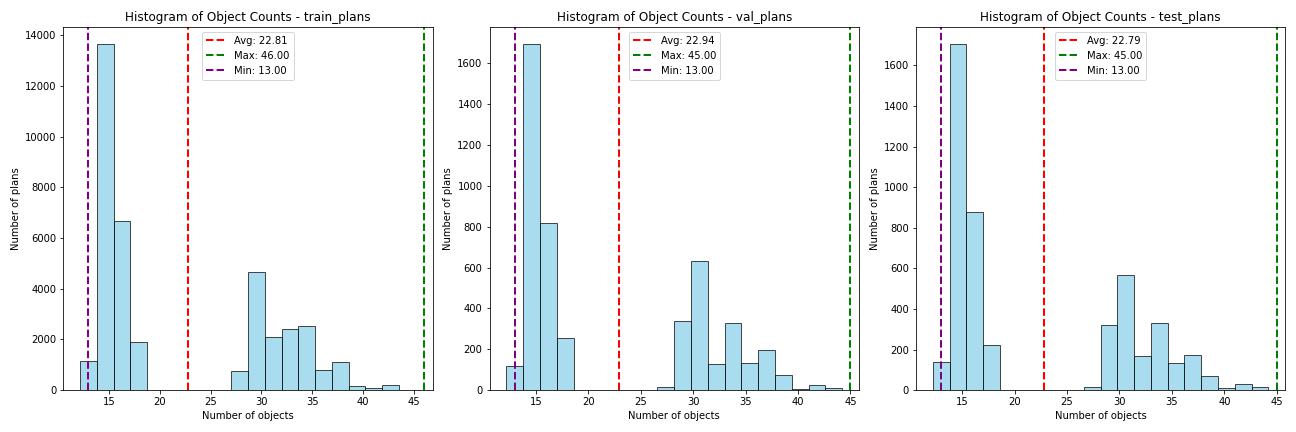 Histogram of Object Counts - train_plans
Avg: 22.81
Max: 46.00
Min: 13.00
14000
12000
10000
8000
6000
4000
2000
0
Number of plans
15 20 25 30 35 40 45
Number of objects
Histogram of Object Counts - val_plans
Avg: 22.94
Max: 45.00
Min: 13.00
1600
1400
1200
1000
800
600
400
200
0
Number of plans
15 20 25 30 35 40 45
Number of objects
Histogram of Object Counts - test_plans
Avg: 22.79
Max: 45.00
Min: 13.00
1600
1400
1200
1000
800
600
400
200
0
Number of plans
15 20 25 30 35 40 45
Number of objects